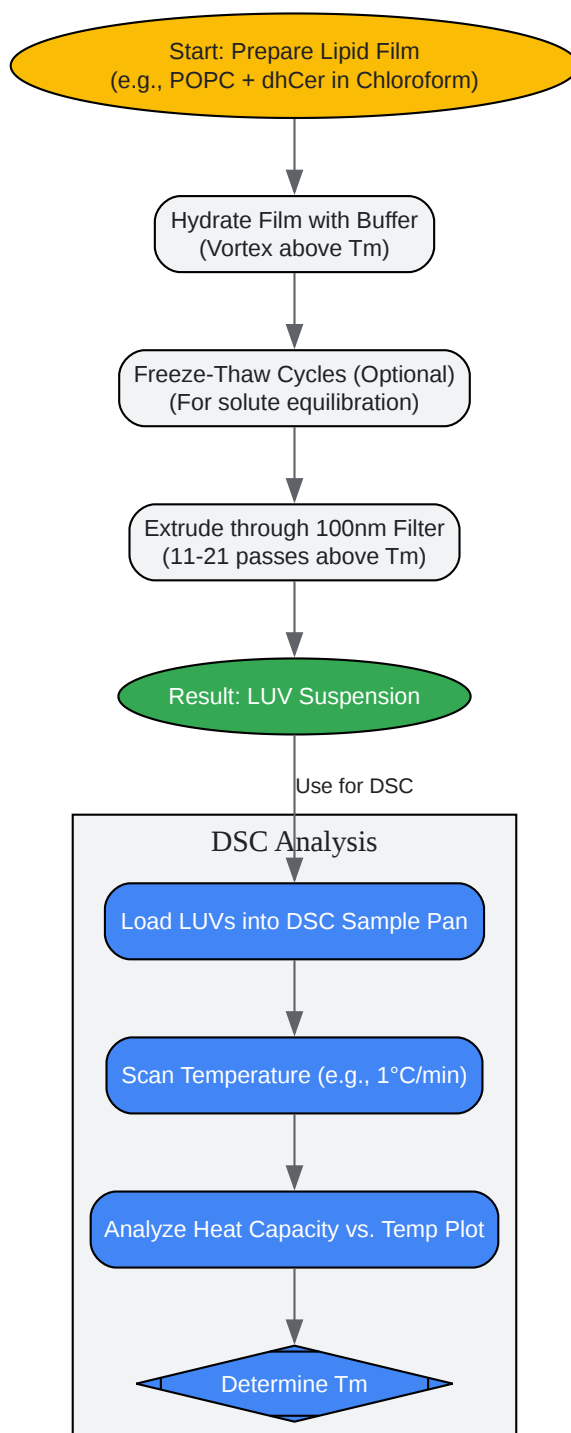 Start: Prepare Lipid Film
(e.g., POPC + dhCer in Chloroform)
Hydrate Film with Buffer
(Vortex above Tm)
Freeze-Thaw Cycles (Optional)
(For solute equilibration)
Extrude through 100nm Filter
(11-21 passes above Tm)
Result: LUV Suspension
Use for DSC
DSC Analysis
Load LUVs into DSC Sample Pan
Scan Temperature (e.g., 1°C/min)
Analyze Heat Capacity vs. Temp Plot
Determine Tm